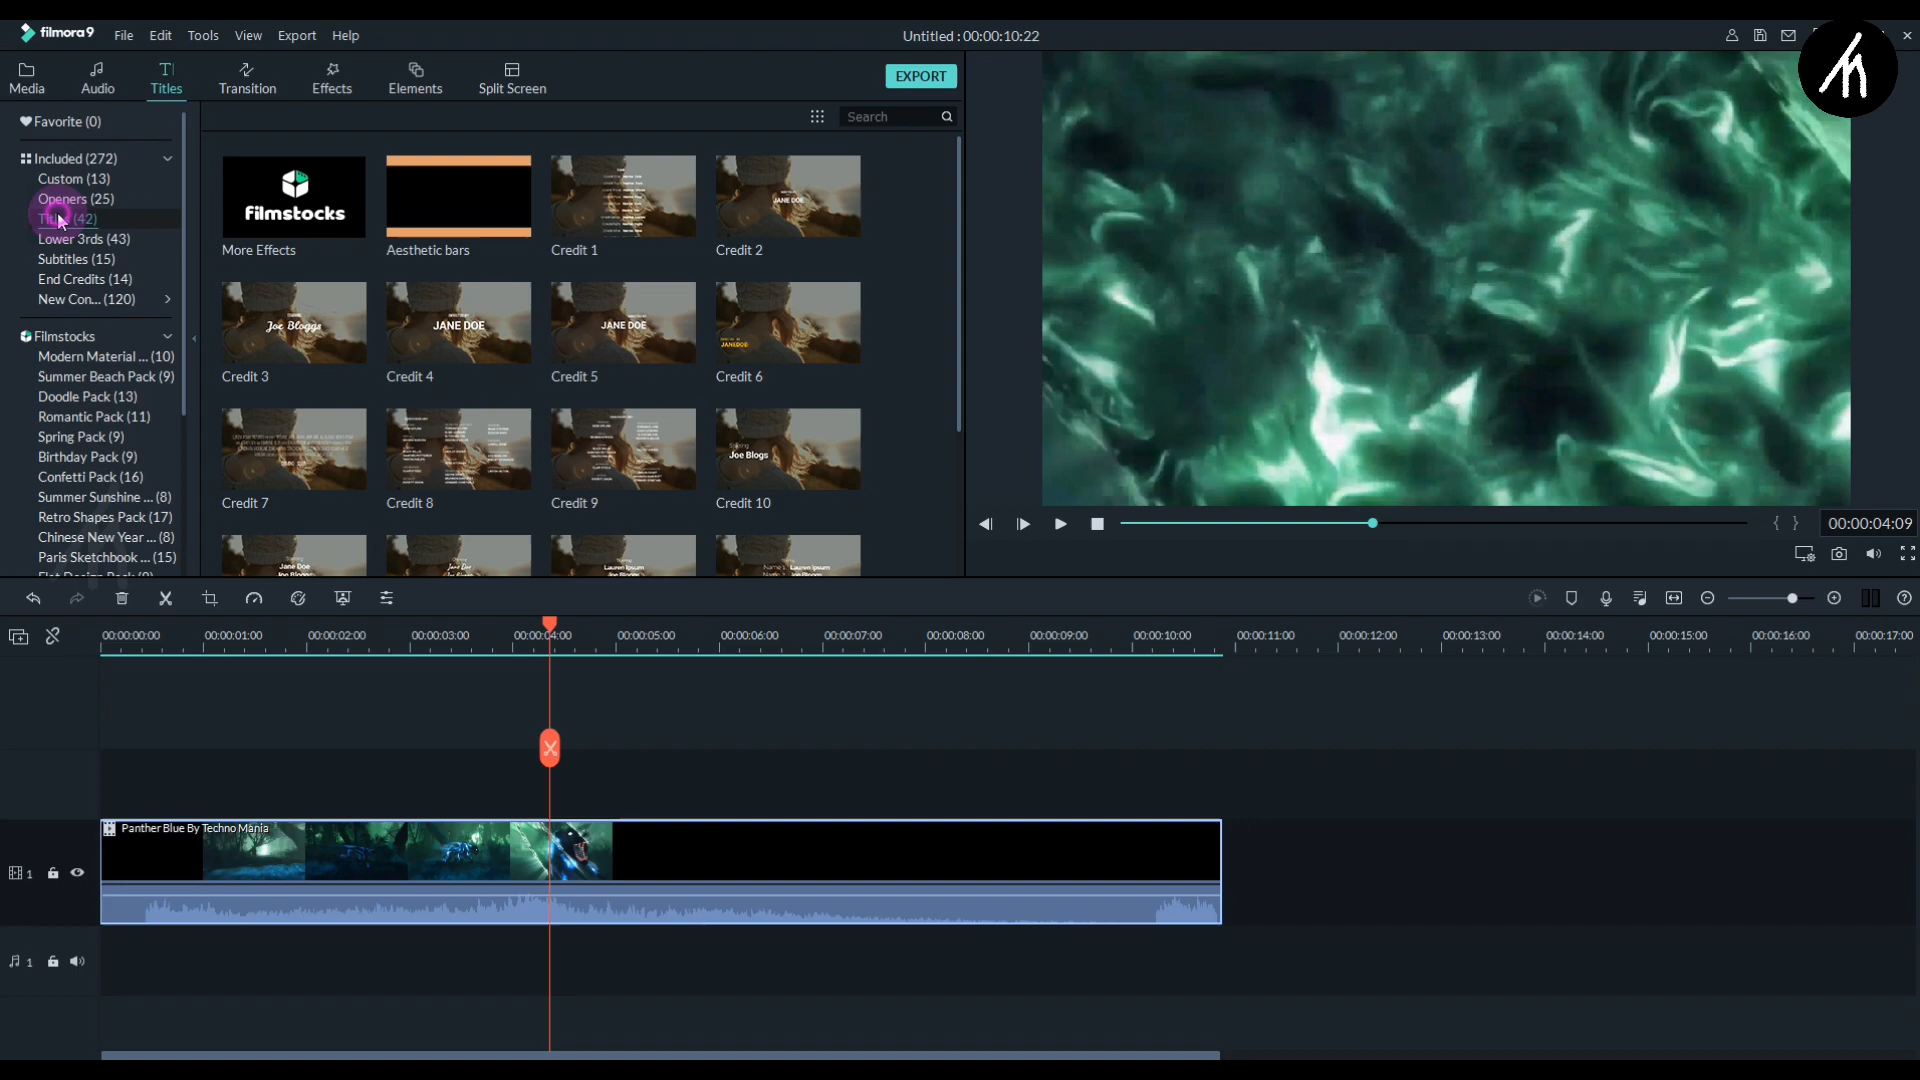 filmora9 File Edit Tools View Export Help Untitled : 00:00:10:22
Media Audio Titles Transition Effects Elements Split Screen EXPORT
Favorite (0)
Search
Included (272)
Custom (13)
Openers (25)
Titles (42)
Lower 3rds (43)
Subtitles (15)
End Credits (14)
New Con... (120)
Filmstocks
Modern Material ... (10)
Summer Beach Pack (9)
Doodle Pack (13)
Romantic Pack (11)
Spring Pack (9)
Birthday Pack (9)
Confetti Pack (16)
Summer Sunshine ... (8)
Retro Shapes Pack (17)
Chinese New Year ... (8)
Paris Sketchbook ... (15)
filmstocks
JANE DOE
More Effects Aesthetic bars Credit 1 Credit 2
Joe Bloggs JANE DOE JANE DOE JANEDOE
Credit 3 Credit 4 Credit 5 Credit 6
Starring
Joe Blogs
Credit 7 Credit 8 Credit 9 Credit 10
Jane Doe Jane Doe Lauren Ipsum
00:00:04:09
00:00:00:00 00:00:01:00 00:00:02:00 00:00:03:00 00:00:04:00 00:00:05:00 00:00:06:00 00:00:07:00 00:00:08:00 00:00:09:00 00:00:10:00 00:00:11:00 00:00:12:00 00:00:13:00 00:00:14:00 00:00:15:00 00:00:16:00 00:00:17:00
Panther Blue By Techno Mania
1
1